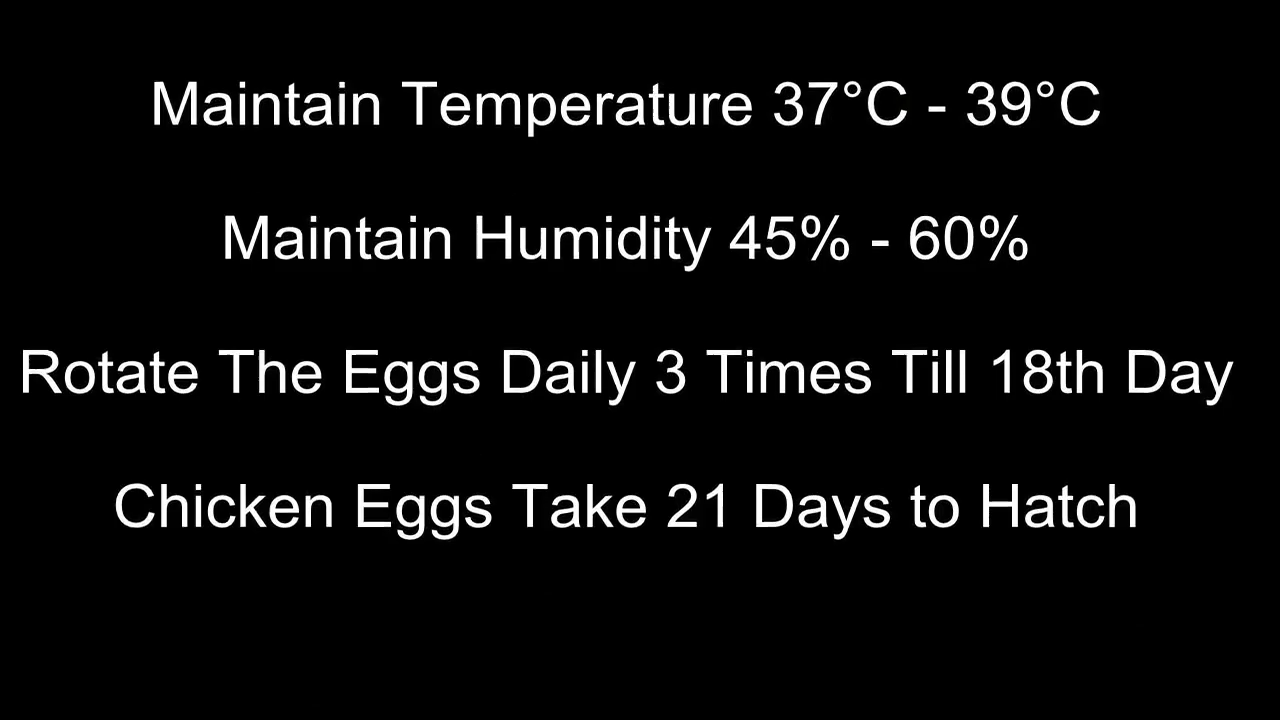 Maintain Temperature 37°C - 39°C
Maintain Humidity 45% - 60%
Rotate The Eggs Daily 3 Times Till 18th Day
Chicken Eggs Take 21 Days to Hatch